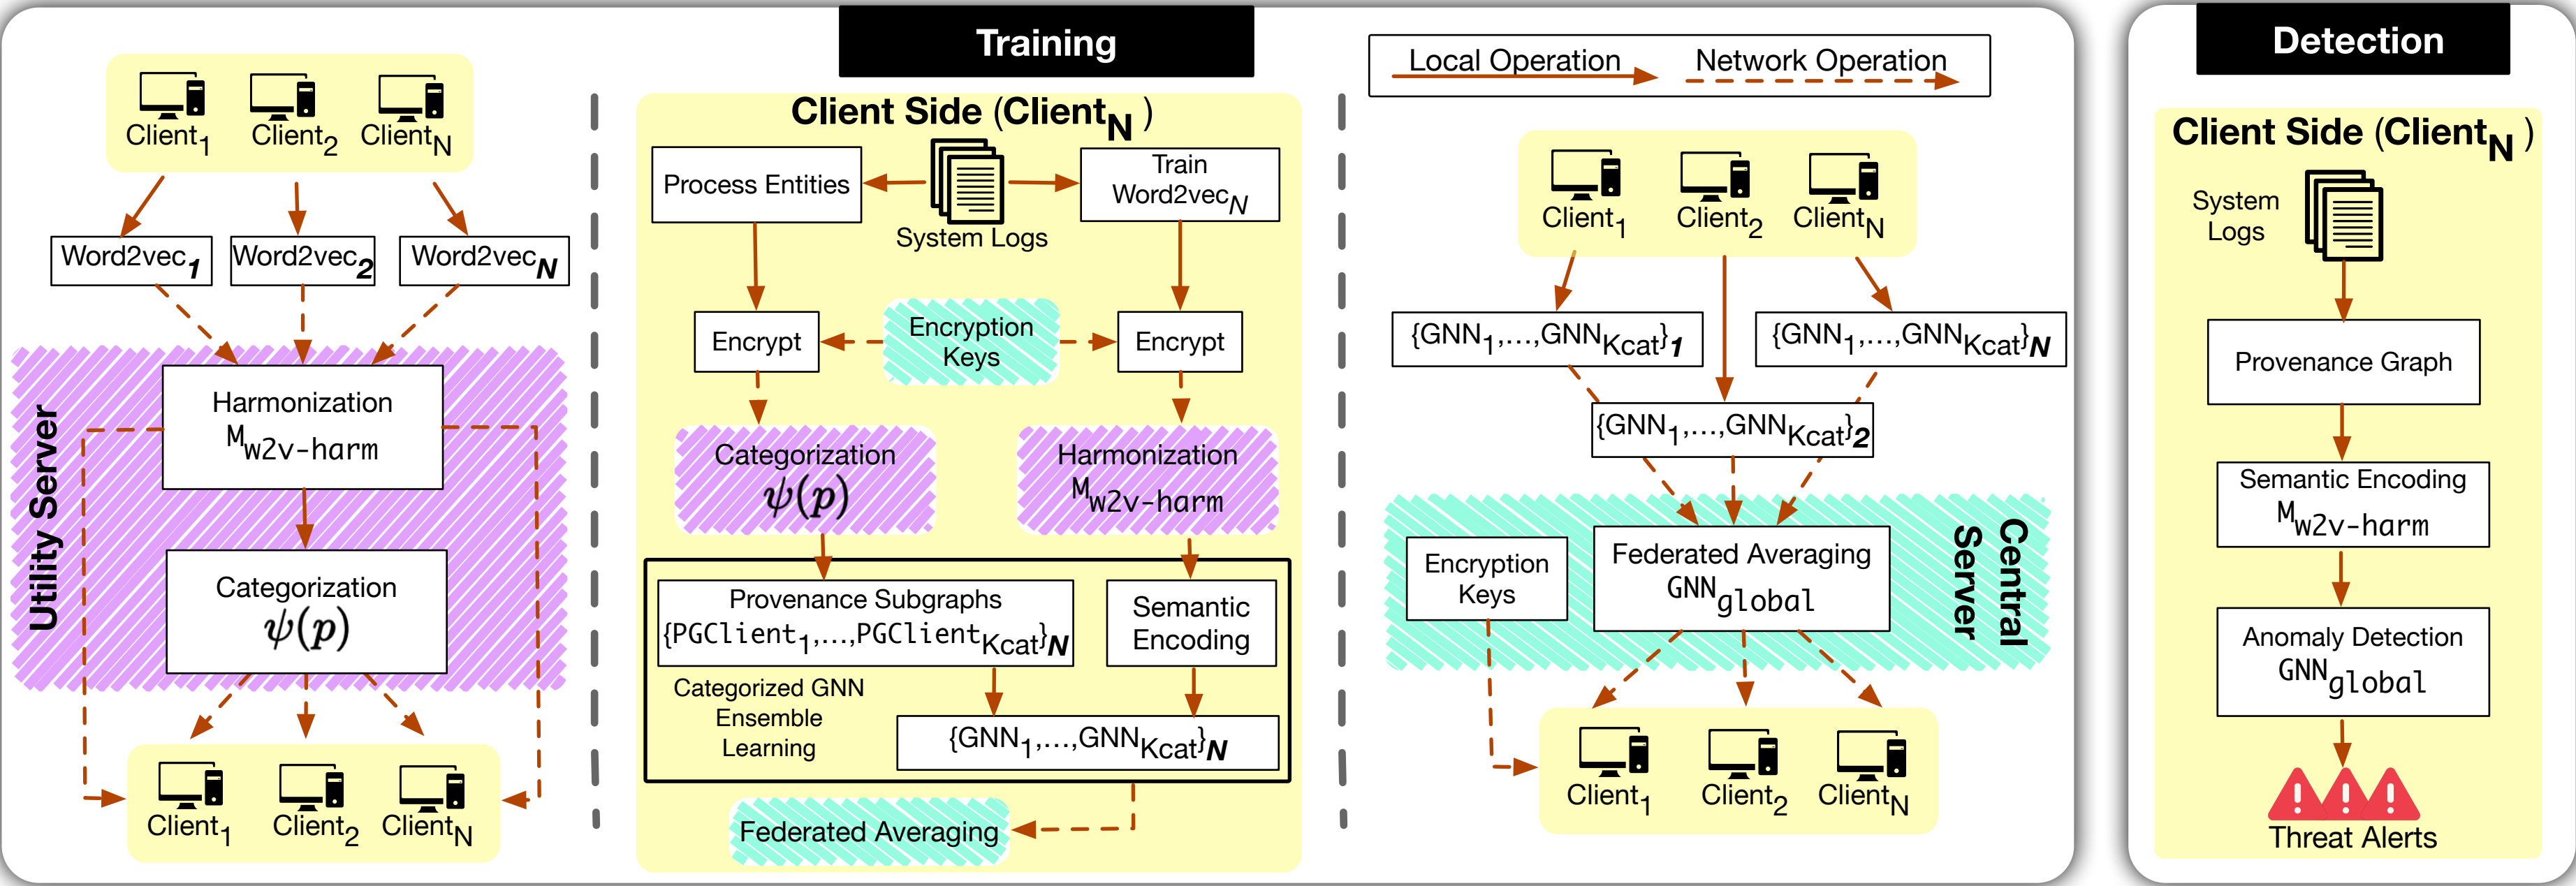 Training
Client1
Client2
ClientN
Word2vec1
Word2vec2
Word2vecN
Utility Server
Harmonization
Mw2v-harm
Categorization
ψ(p)
Client1
Client2
ClientN
Client Side (ClientN )
Process Entities
System Logs
Train
Word2vecN
Encrypt
Encryption
Keys
Encrypt
Categorization
ψ(p)
Harmonization
Mw2v-harm
Provenance Subgraphs
{PGClient1,...,PGClientKcat}N
Semantic
Encoding
Categorized GNN
Ensemble
Learning
{GNN1,...,GNNKcat}N
Federated Averaging
Local Operation
Network Operation
Client1
Client2
ClientN
{GNN1,...,GNNKcat}1
{GNN1,...,GNNKcat}N
{GNN1,...,GNNKcat}2
Encryption
Keys
Federated Averaging
GNNglobal
Central
Server
Client1
Client2
ClientN
Detection
Client Side (ClientN )
System
Logs
Provenance Graph
Semantic Encoding
Mw2v-harm
Anomaly Detection
GNNglobal
Threat Alerts